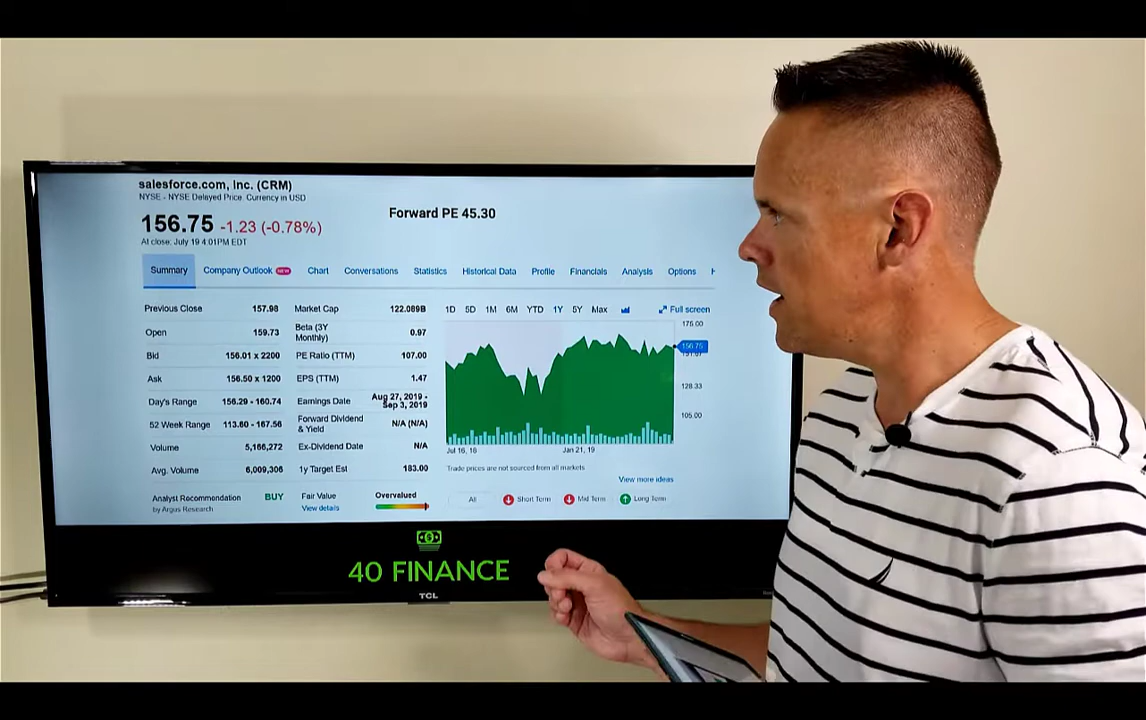 salesforce.com, Inc. (CRM)
NYSE - NYSE Delayed Price. Currency in USD
Forward PE 45.30
156.75 -1.23 (-0.78%)
At close: July 19 4:01PM EDT
Summary Company Outlook NEW Chart Conversations Statistics Historical Data Profile Financials Analysis Options H
Previous Close 157.98 Market Cap 122.089B
1D 5D 1M 6M YTD 1Y 5Y Max Full screen
175.00
Open 159.73 Beta (3Y Monthly) 0.97
156.75
Bid 156.01 x 2200 PE Ratio (TTM) 107.00
Ask 156.50 x 1200 EPS (TTM) 1.47
128.33
Day's Range 156.29 - 160.74 Earnings Date Aug 27, 2019 - Sep 3, 2019
105.00
52 Week Range 113.60 - 167.56 Forward Dividend & Yield N/A (N/A)
Volume 5,166,272 Ex-Dividend Date N/A
Jul 16, 18 Jan 21, 19
Avg. Volume 6,009,306 1y Target Est 183.00
Trade prices are not sourced from all markets
View more ideas
Analyst Recommendation BUY Fair Value Overvalued
by Argus Research View details
All Short Term Mid Term Long Term
40 FINANCE
TCL